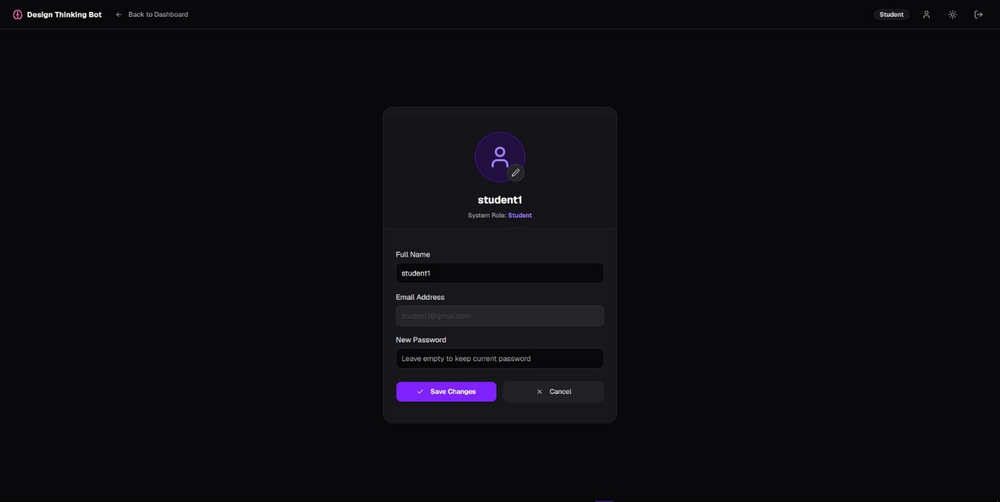 Design Thinking Bot
Back to Dashboard
Student
student1
System Role: Student
Full Name
student1
Email Address
student1@gmail.com
New Password
Leave empty to keep current password
Save Changes
Cancel